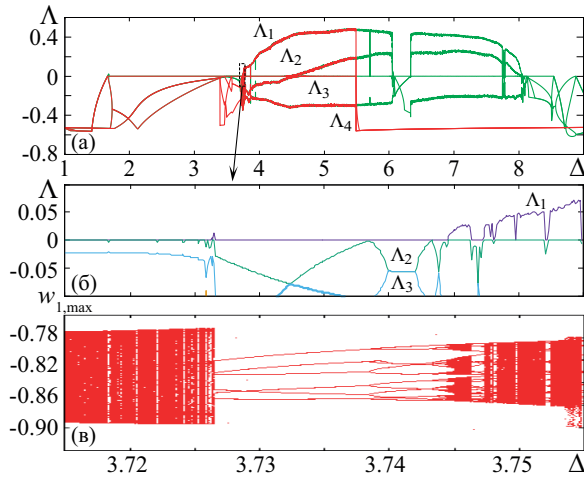 Λ
0.4
0
-0.4
-0.8
Λ1
Λ2
Λ3
Λ4
(а)
1 2 3 4 5 6 7 8 Δ
Λ
0.05
0
-0.05
Λ1
Λ2
Λ3
(б)
w1,max
-0.78
-0.82
-0.86
-0.90
(в)
3.72 3.73 3.74 3.75 Δ